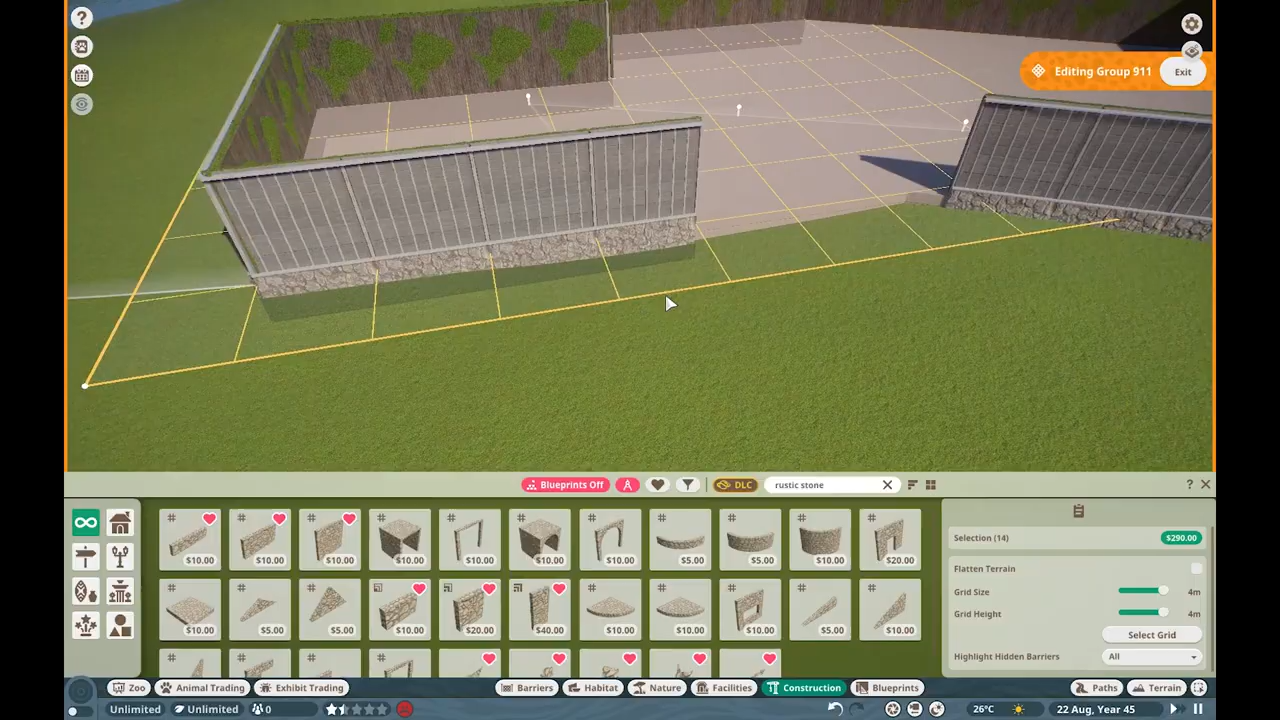 ?
Editing Group 911 Exit
Blueprints Off DLC rustic stone ?
$10.00 $10.00 $10.00 $10.00 $10.00 $10.00 $10.00 $5.00 $5.00 $10.00 $20.00
$10.00 $5.00 $5.00 $10.00 $20.00 $40.00 $10.00 $10.00 $10.00 $5.00 $10.00
Selection (14) $290.00
Flatten Terrain
Grid Size 4m
Grid Height 4m
Select Grid
Highlight Hidden Barriers All
Zoo Animal Trading Exhibit Trading Barriers Habitat Nature Facilities Construction Blueprints Paths Terrain
Unlimited Unlimited 0 26°C 22 Aug, Year 45